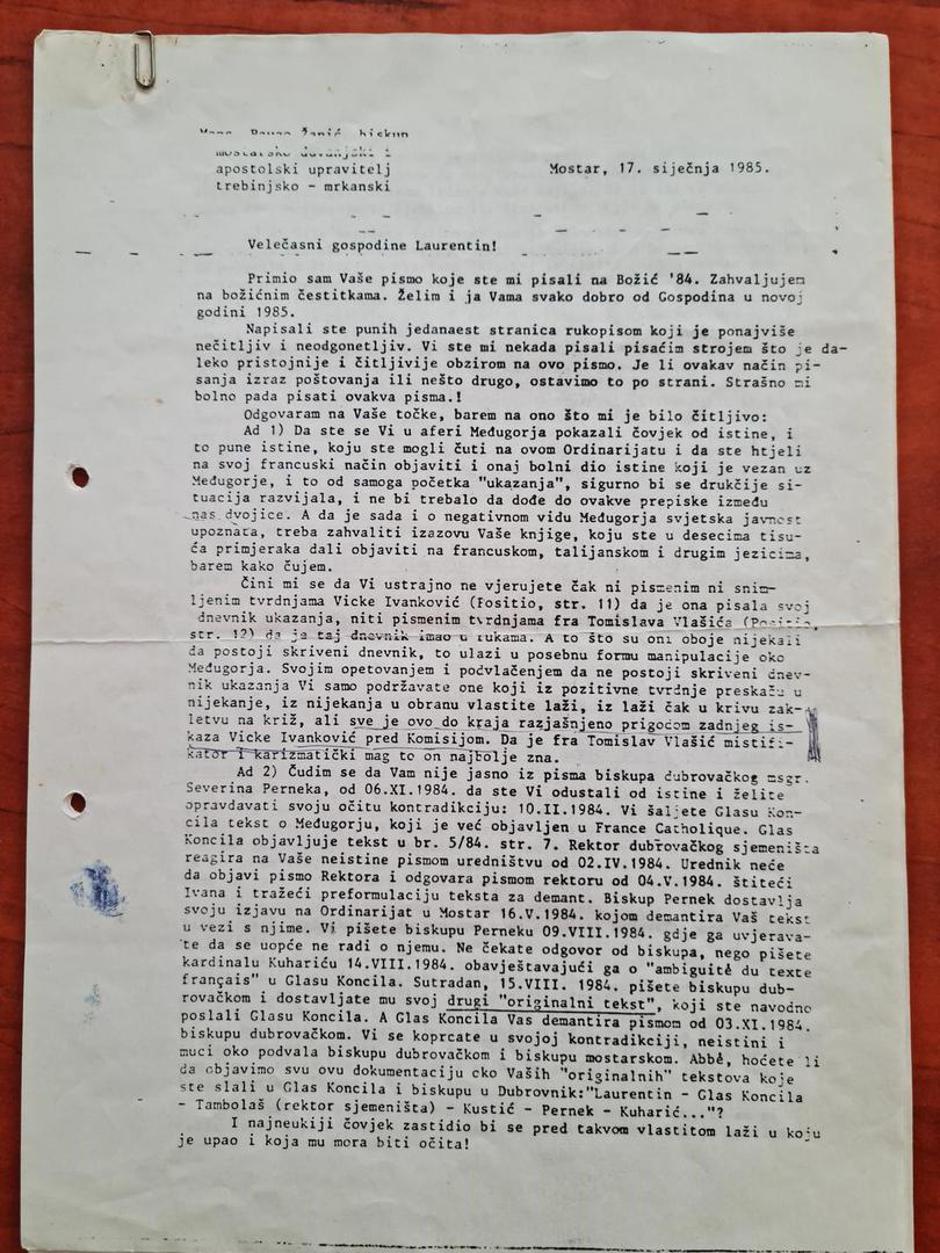 Pavao Žanić biskup
mostarsko duvanjski i
apostolski upravitelj
trebinjsko - mrkanski
Mostar, 17. siječnja 1985.
Velečasni gospodine Laurentin!
Primio sam Vaše pismo koje ste mi pisali na Božić '84. Zahvaljujem
na božićnim čestitkama. Želim i ja Vama svako dobro od Gospodina u novoj
godini 1985.
Napisali ste punih jedanaest stranica rukopisom koji je ponajviše
nečitljiv i neodgonetljiv. Vi ste mi nekada pisali pisaćim strojem što je da-
leko pristojnije i čitljivije obzirom na ovo pismo. Je li ovakav način pi-
sanja izraz poštovanja ili nešto drugo, ostavimo to po strani. Strašno mi
bolno pada pisati ovakva pisma.!
Odgovaram na Vaše točke, barem na ono što mi je bilo čitljivo:
Ad 1) Da ste se Vi u aferi Međugorja pokazali čovjek od istine, i
to pune istine, koju ste mogli čuti na ovom Ordinarijatu i da ste htjeli
na svoj francuski način objaviti i onaj bolni dio istine koji je vezan uz
Međugorje, i to od samoga početka "ukazanja", sigurno bi se drukčije si-
tuacija razvijala, i ne bi trebalo da dođe do ovakve prepiske između
nas dvojice. A da je sada i o negativnom vidu Međugorja svjetska javnost
upoznata, treba zahvaliti izazovu Vaše knjige, koju ste u desecima tisu-
ća primjeraka dali objaviti na francuskom, talijanskom i drugim jezicima,
barem kako čujem.
Čini mi se da Vi ustrajno ne vjerujete čak ni pismenim ni snim-
ljenim tvrdnjama Vicke Ivanković (Positio, str. 11) da je ona pisala svoj
dnevnik ukazanja, niti pismenim tvrdnjama fra Tomislava Vlašića (Positio,
str. 12) da je taj dnevnik imao u rukama. A to što su oni oboje nijekali
da postoji skriveni dnevnik, to ulazi u posebnu formu manipulacije oko
Međugorja. Svojim opetovanjem i podvlačenjem da ne postoji skriveni dnev-
nik ukazanja Vi samo podržavate one koji iz pozitivne tvrdnje preskaču u
nijekanje, iz nijekanja u obranu vlastite laži, iz laži čak u krivu zak-
letvu na križ, ali sve je ovo do kraja razjašnjeno prigodom zadnjeg is-
kaza Vicke Ivanković pred Komisijom. Da je fra Tomislav Vlašić mistifi-
kator i karizmatički mag to on najbolje zna.
Ad 2) Čudim se da Vam nije jasno iz pisma biskupa dubrovačkog msgr.
Severina Perneka, od 06.XI.1984. da ste Vi odustali od istine i želite
opravdavati svoju očitu kontradikciju: 10.II.1984. Vi šaljete Glasu Kon-
cila tekst o Međugorju, koji je već objavljen u France Catholique. Glas
Koncila objavljuje tekst u br. 5/84. str. 7. Rektor dubrovačkog sjemeništa
reagira na Vaše neistine pismom uredništvu od 02.IV.1984. Urednik neće
da objavi pismo Rektora i odgovara pismom rektoru od 04.V.1984. štiteći
Ivana i tražeći preformulaciju teksta za demant. Biskup Pernek dostavlja
svoju izjavu na Ordinarijat u Mostar 16.V.1984. kojom demantira Vaš tekst
u vezi s njime. Vi pišete biskupu Perneku 09.VIII.1984. gdje ga uvjerava-
te da se uopće ne radi o njemu. Ne čekate odgovor od biskupa, nego pišete
kardinalu Kuhariću 14.VIII.1984. obavještavajući ga o "ambiguité du texte
français" u Glasu Koncila. Sutradan, 15.VIII. 1984. pišete biskupu dub-
rovačkom i dostavljate mu svoj drugi "originalni tekst", koji ste navodno
poslali Glasu Koncila. A Glas Koncila Vas demantira pismom od 03.XI.1984.
biskupu dubrovačkom. Vi se koprcate u svojoj kontradikciji, neistini i
muci oko podvala biskupu dubrovačkom i biskupu mostarskom. Abbé, hoćete li
da objavimo svu ovu dokumentaciju oko Vaših "originalnih" tekstova koje
ste slali u Glas Koncila i biskupu u Dubrovnik:"Laurentin - Glas Koncila
- Tambolaš (rektor sjemeništa) - Kustić - Pernek - Kuharić..."?
I najneukiji čovjek zastidio bi se pred takvom vlastitom laži u koju
je upao i koja mu mora biti očita!